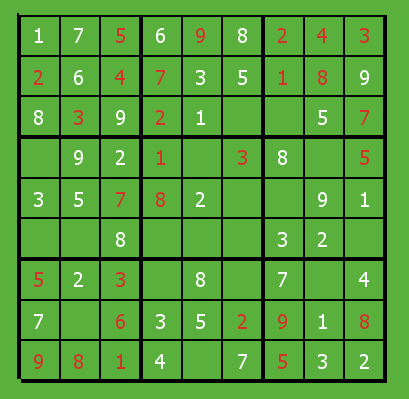 1 7 5 6 9 8 2 4 3
2 6 4 7 3 5 1 8 9
8 3 9 2 1 5 7
9 2 1 3 8 5
3 5 7 8 2 9 1
8 3 2
5 2 3 8 7 4
7 6 3 5 2 9 1 8
9 8 1 4 7 5 3 2